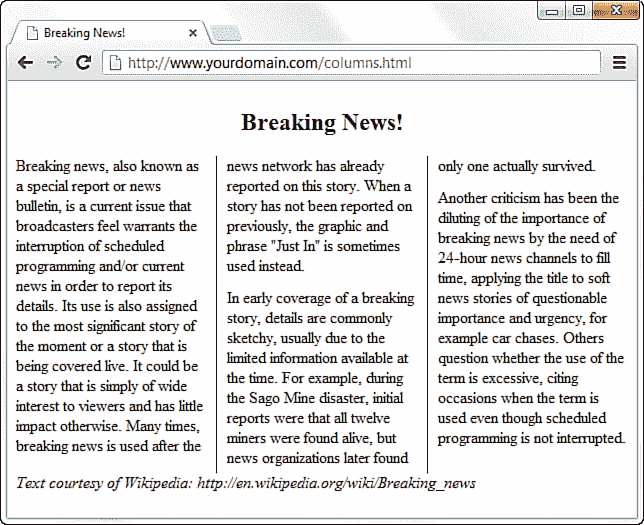 Breaking News!
http://www.yourdomain.com/columns.html
Breaking News!
Breaking news, also known as
a special report or news
bulletin, is a current issue that
broadcasters feel warrants the
interruption of scheduled
programming and/or current
news in order to report its
details. Its use is also assigned
to the most significant story of
the moment or a story that is
being covered live. It could be
a story that is simply of wide
interest to viewers and has little
impact otherwise. Many times,
breaking news is used after the
news network has already
reported on this story. When a
story has not been reported on
previously, the graphic and
phrase "Just In" is sometimes
used instead.
In early coverage of a breaking
story, details are commonly
sketchy, usually due to the
limited information available at
the time. For example, during
the Sago Mine disaster, initial
reports were that all twelve
miners were found alive, but
news organizations later found
only one actually survived.
Another criticism has been the
diluting of the importance of
breaking news by the need of
24-hour news channels to fill
time, applying the title to soft
news stories of questionable
importance and urgency, for
example car chases. Others
question whether the use of the
term is excessive, citing
occasions when the term is
used even though scheduled
programming is not interrupted.
Text courtesy of Wikipedia: http://en.wikipedia.org/wiki/Breaking_news